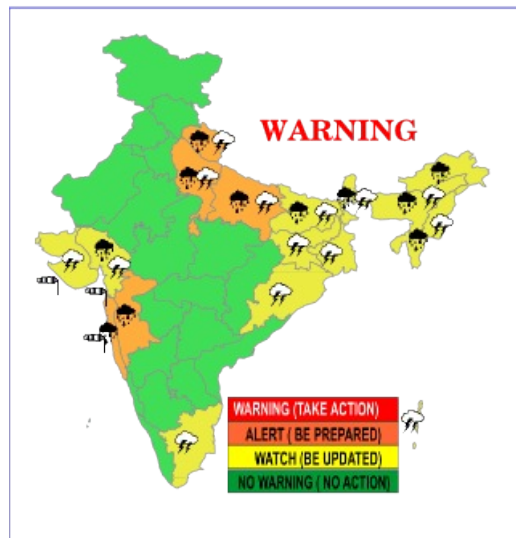 WARNING
WARNING (TAKE ACTION)
ALERT ( BE PREPARED)
WATCH (BE UPDATED)
NO WARNING ( NO ACTION)